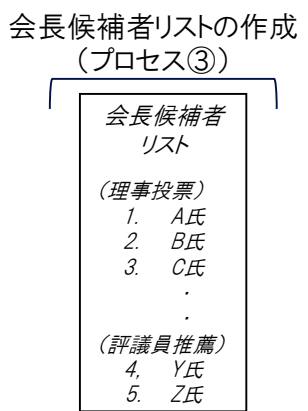 会長候補者リストの作成
（プロセス③）
会長候補者
リスト
（理事投票）
1. A氏
2. B氏
3. C氏
・
・
（評議員推薦）
4, Y氏
5. Z氏